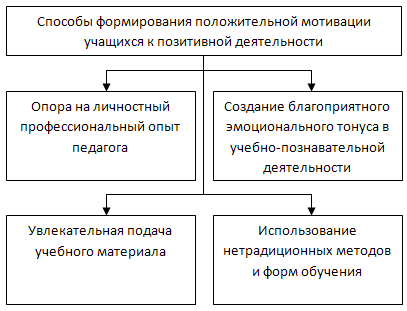 Способы формирования положительной мотивации
учащихся к позитивной деятельности
Опора на личностный
профессиональный опыт
педагога
Создание благоприятного
эмоционального тонуса в
учебно-познавательной
деятельности
Увлекательная подача
учебного материала
Использование
нетрадиционных методов
и форм обучения